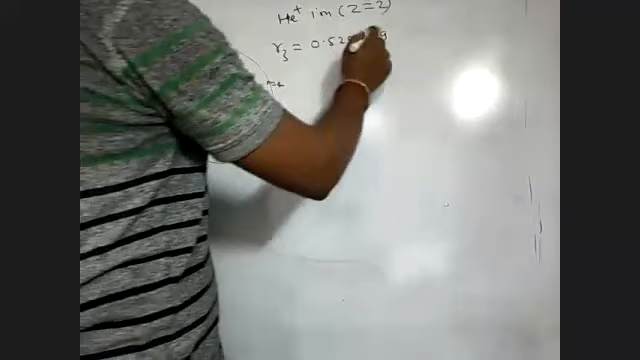 He⁺ ion (Z=2)
r₃ = 0.52